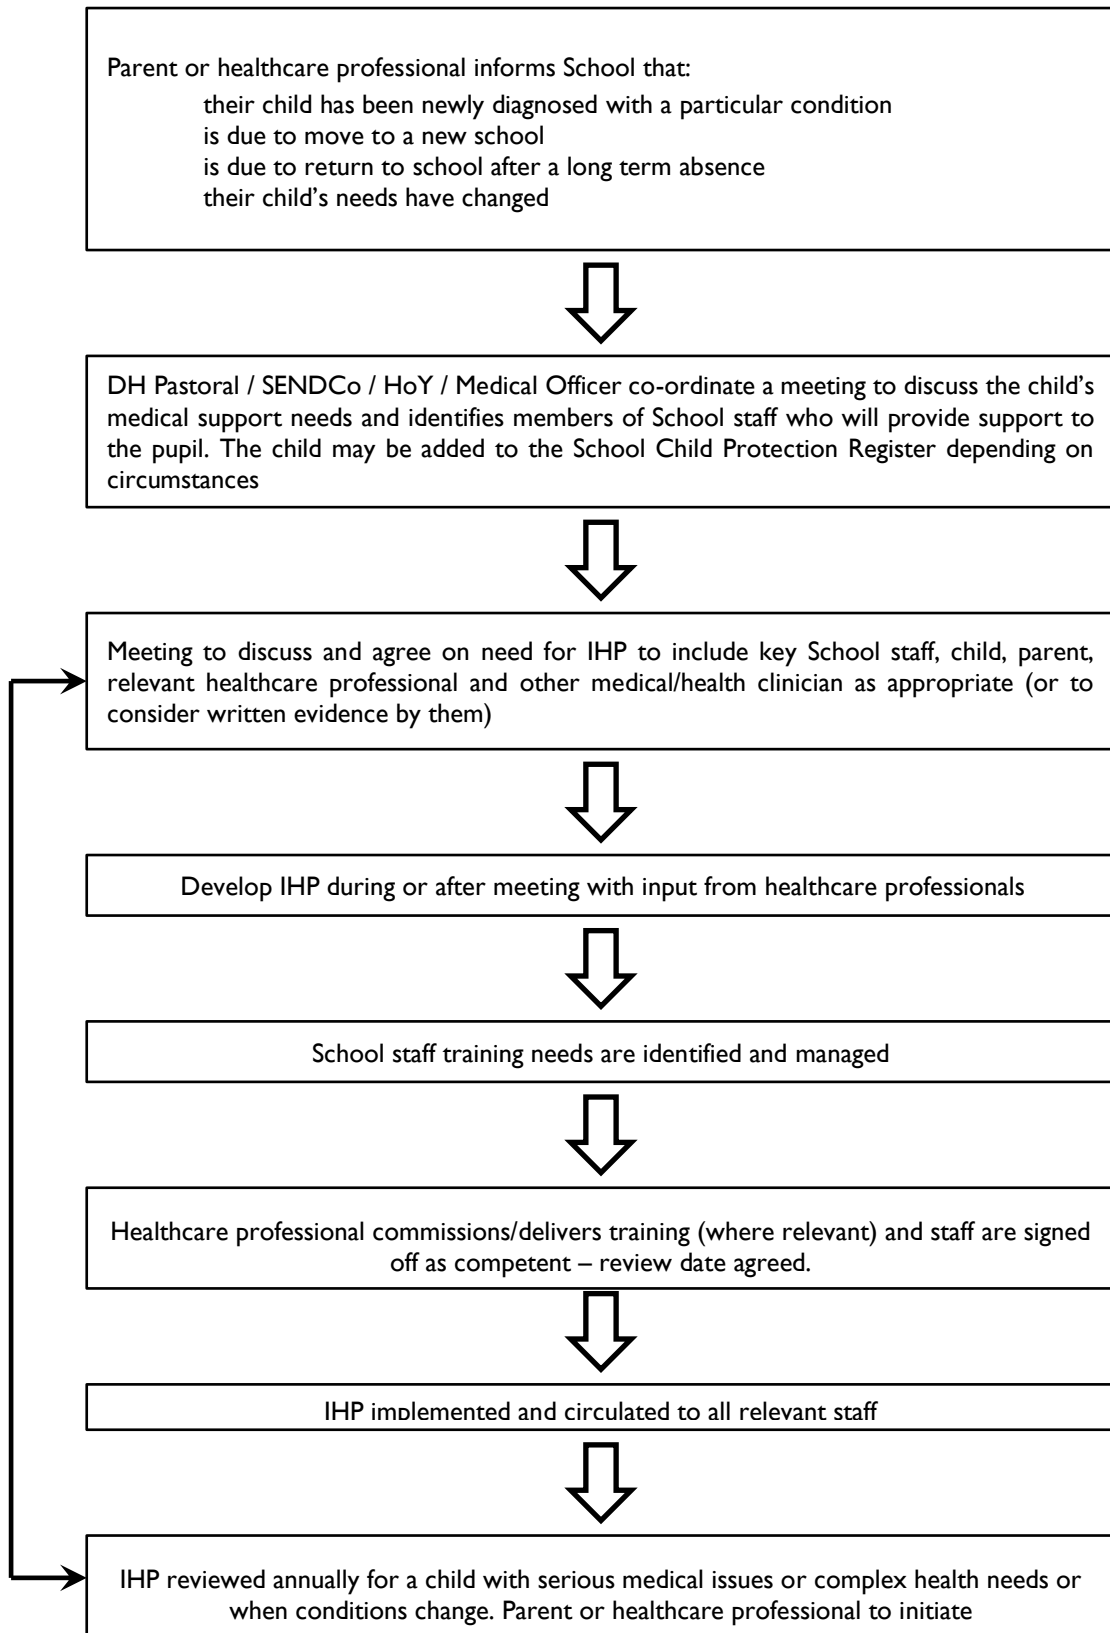 Parent or healthcare professional informs School that:
their child has been newly diagnosed with a particular condition
is due to move to a new school
is due to return to school after a long term absence
their child’s needs have changed
DH Pastoral / SENDCo / HoY / Medical Officer co-ordinate a meeting to discuss the child’s
medical support needs and identifies members of School staff who will provide support to
the pupil. The child may be added to the School Child Protection Register depending on
circumstances
Meeting to discuss and agree on need for IHP to include key School staff, child, parent,
relevant healthcare professional and other medical/health clinician as appropriate (or to
consider written evidence by them)
Develop IHP during or after meeting with input from healthcare professionals
School staff training needs are identified and managed
Healthcare professional commissions/delivers training (where relevant) and staff are signed
off as competent – review date agreed.
IHP implemented and circulated to all relevant staff
IHP reviewed annually for a child with serious medical issues or complex health needs or
when conditions change. Parent or healthcare professional to initiate